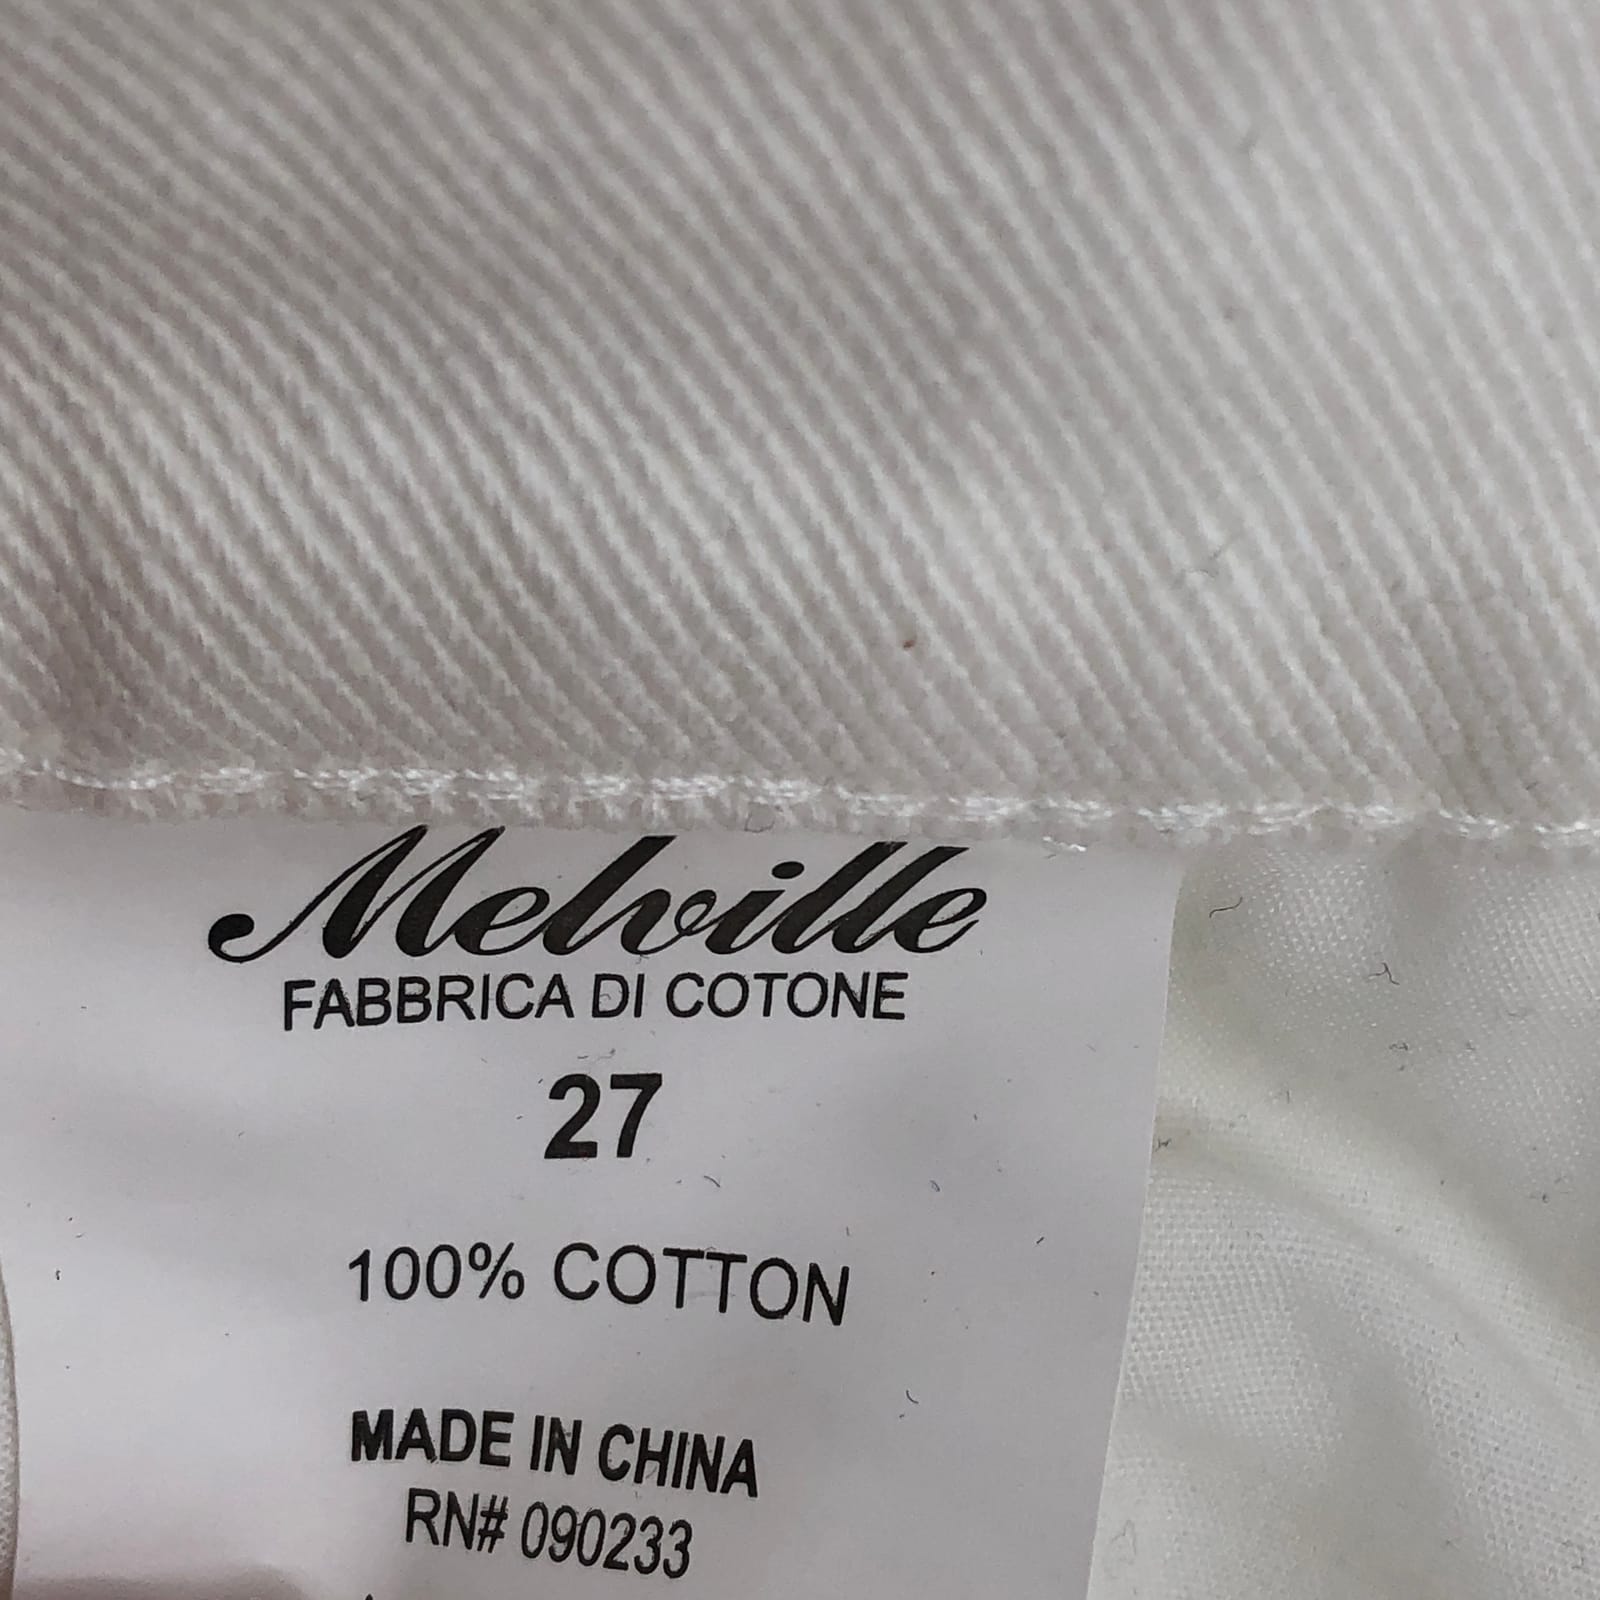 Melville
FABBRICA DI COTONE
27
100% COTTON
MADE IN CHINA
RN# 090233